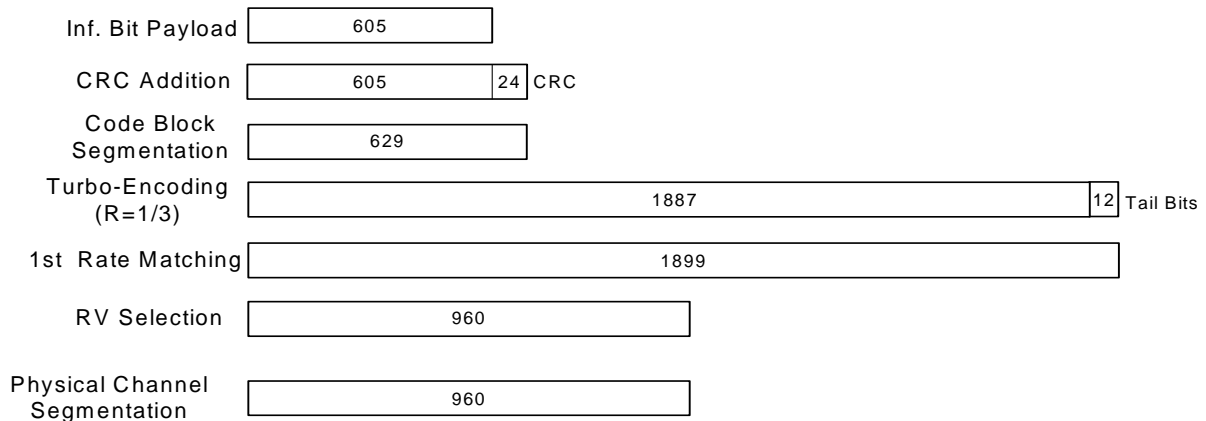 Inf. Bit Payload 605
CRC Addition 605 24 CRC
Code Block
Segmentation 629
Turbo-Encoding
(R=1/3) 1887 12 Tail Bits
1st Rate Matching 1899
RV Selection 960
Physical Channel
Segmentation 960